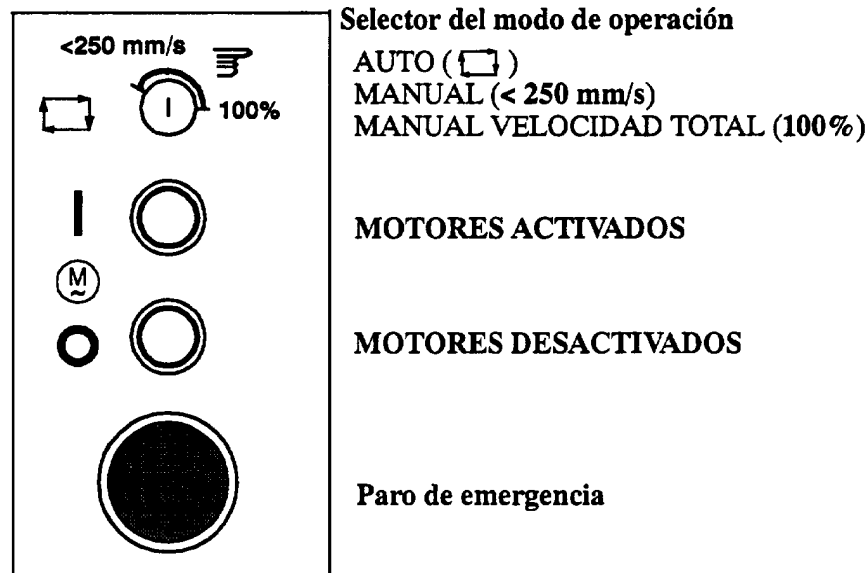 Selector del modo de operación
<250 mm/s
AUTO ( )
MANUAL (< 250 mm/s)
100%
MANUAL VELOCIDAD TOTAL (100%)
I
I
MOTORES ACTIVADOS
M
~
MOTORES DESACTIVADOS
Paro de emergencia